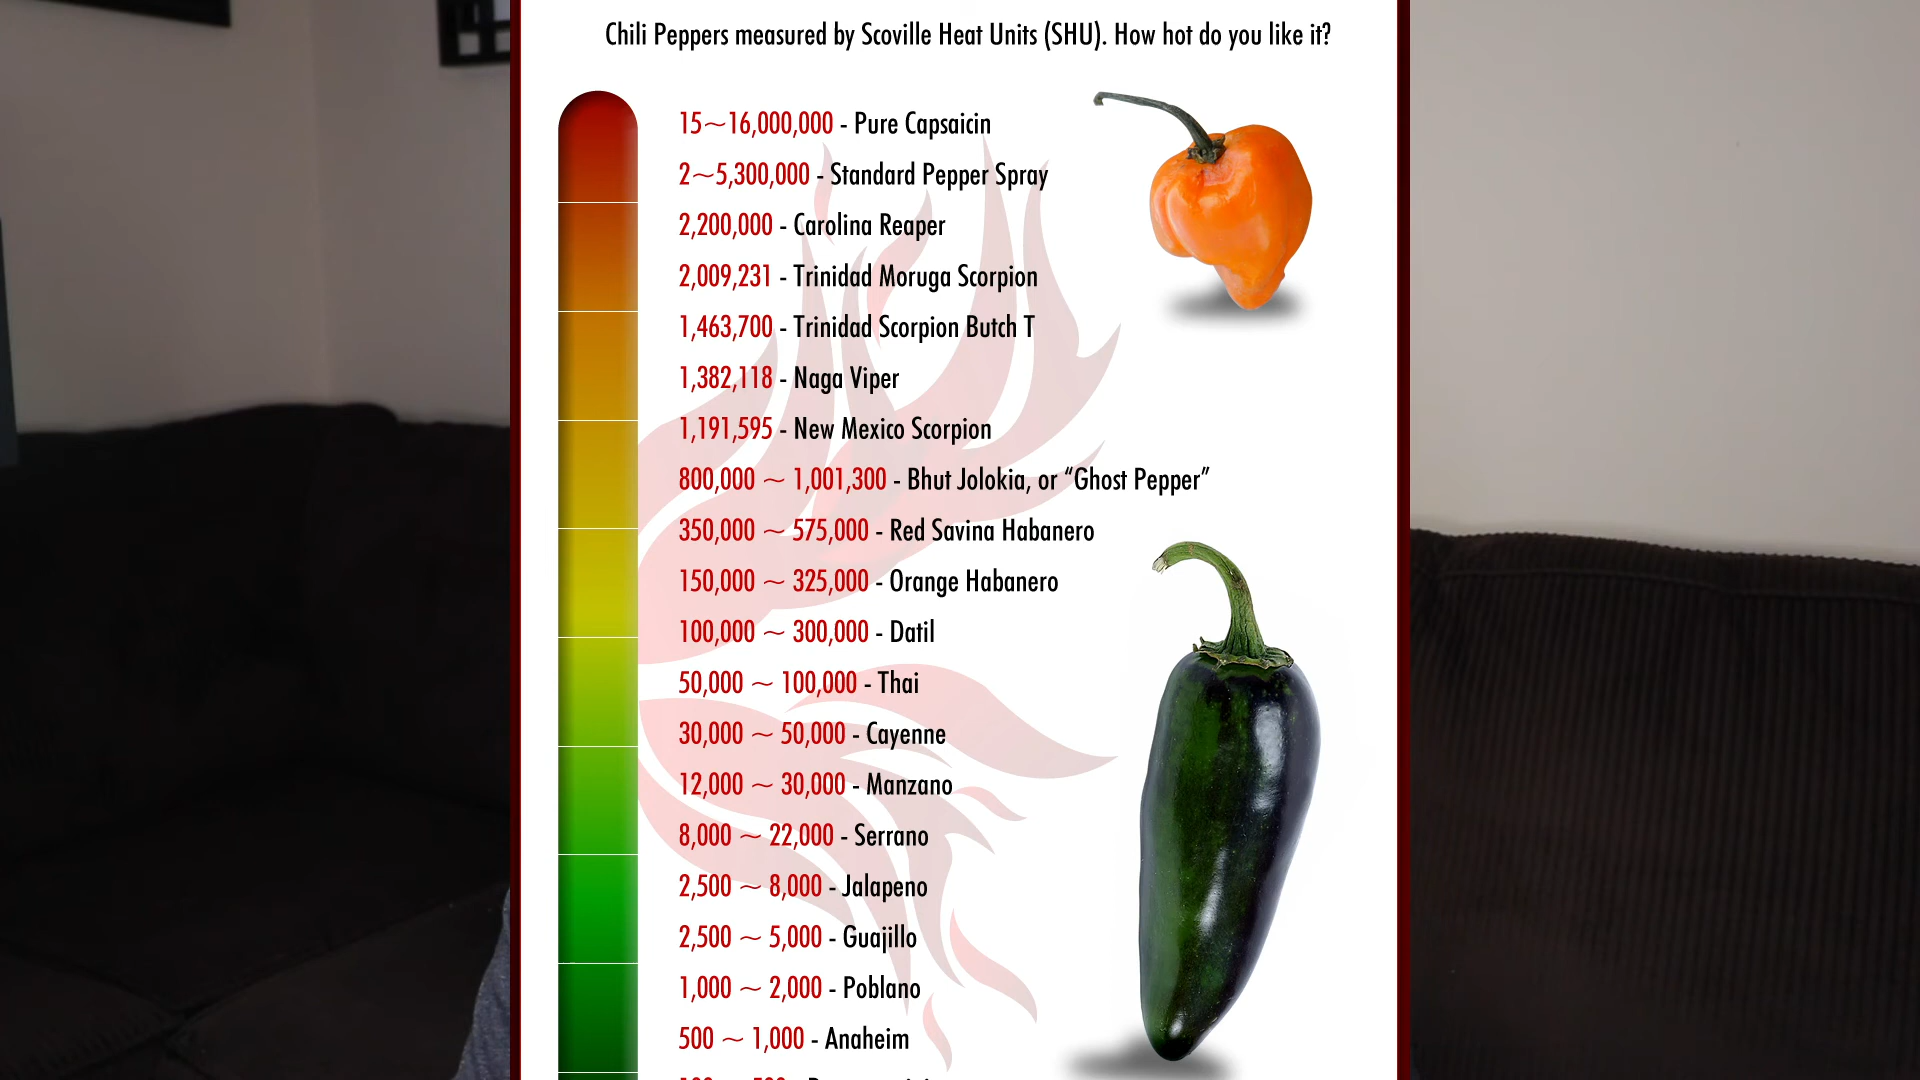 Chili Peppers measured by Scoville Heat Units (SHU). How hot do you like it?
15~16,000,000 - Pure Capsaicin
2~5,300,000 - Standard Pepper Spray
2,200,000 - Carolina Reaper
2,009,231 - Trinidad Moruga Scorpion
1,463,700 - Trinidad Scorpion Butch T
1,382,118 - Naga Viper
1,191,595 - New Mexico Scorpion
800,000 ~ 1,001,300 - Bhut Jolokia, or “Ghost Pepper”
350,000 ~ 575,000 - Red Savina Habanero
150,000 ~ 325,000 - Orange Habanero
100,000 ~ 300,000 - Datil
50,000 ~ 100,000 - Thai
30,000 ~ 50,000 - Cayenne
12,000 ~ 30,000 - Manzano
8,000 ~ 22,000 - Serrano
2,500 ~ 8,000 - Jalapeno
2,500 ~ 5,000 - Guajillo
1,000 ~ 2,000 - Poblano
500 ~ 1,000 - Anaheim